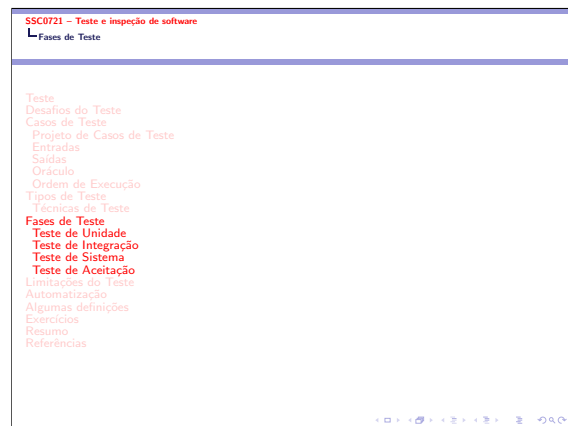 SSC0721 – Teste e inspeção de software
Fases de Teste
Teste
Desafios do Teste
Casos de Teste
Projeto de Casos de Teste
Entradas
Saídas
Oráculo
Ordem de Execução
Tipos de Teste
Técnicas de Teste
Fases de Teste
Teste de Unidade
Teste de Integração
Teste de Sistema
Teste de Aceitação
Limitações do Teste
Automatização
Algumas definições
Exercícios
Resumo
Referências